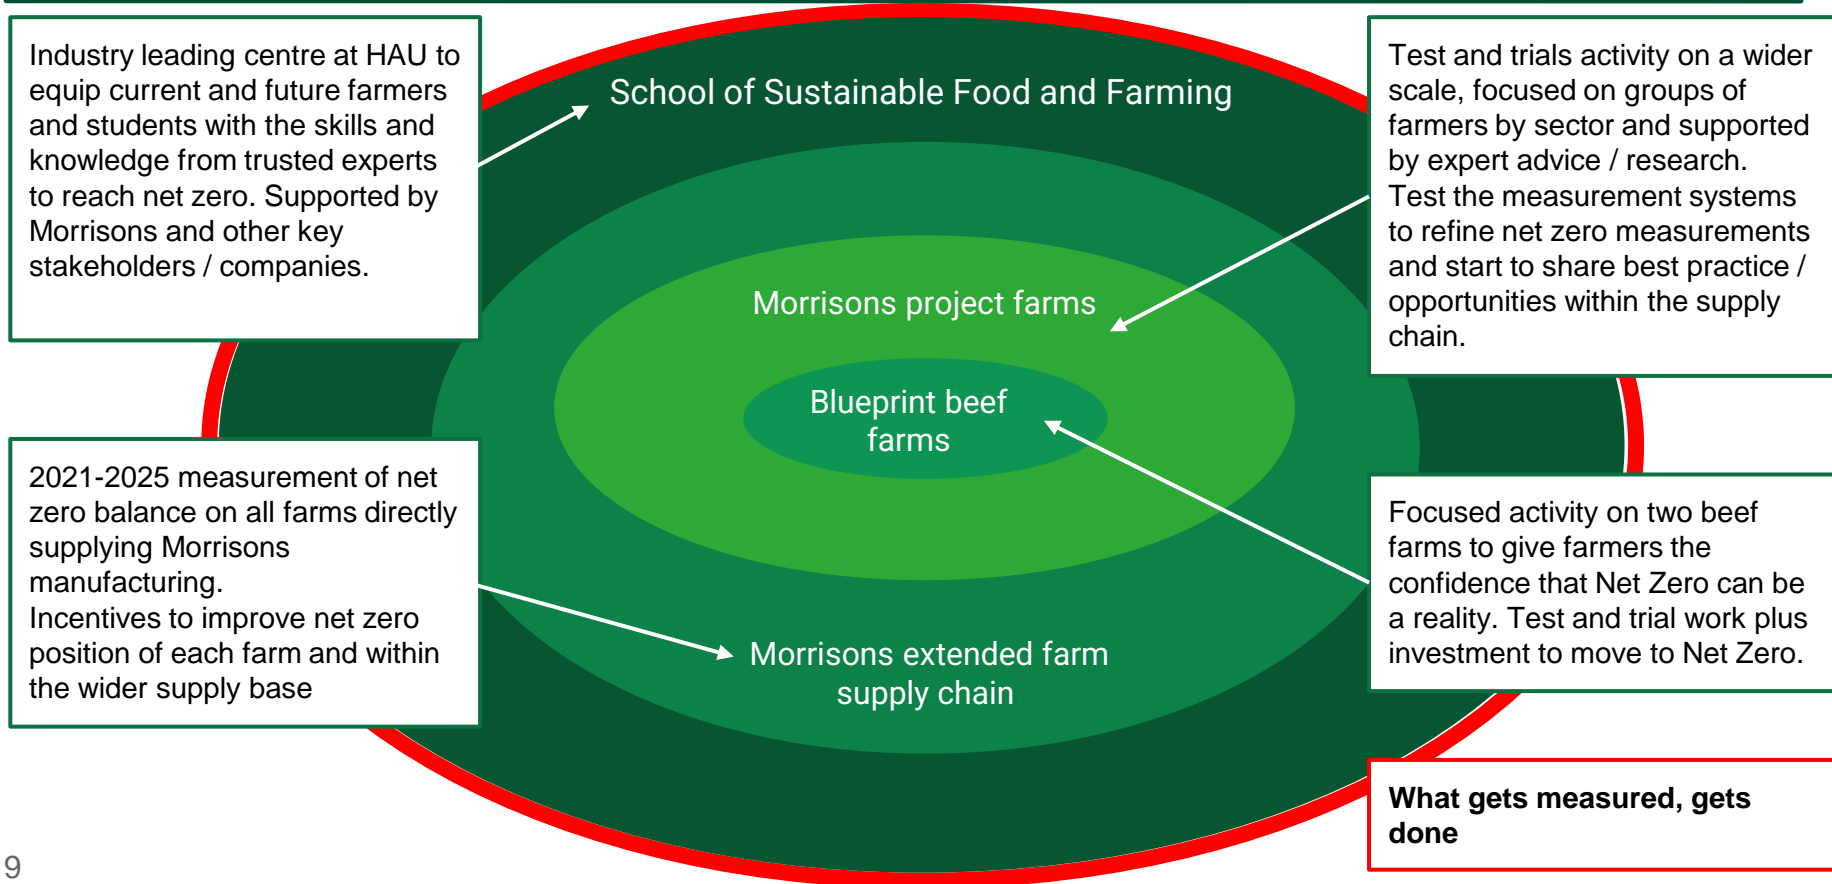 Industry leading centre at HAU to
equip current and future farmers
and students with the skills and
knowledge from trusted experts
to reach net zero. Supported by
Morrisons and other key
stakeholders / companies.
School of Sustainable Food and Farming
Test and trials activity on a wider
scale, focused on groups of
farmers by sector and supported
by expert advice / research.
Test the measurement systems
to refine net zero measurements
and start to share best practice /
opportunities within the supply
chain.
Morrisons project farms
Blueprint beef
farms
2021-2025 measurement of net
zero balance on all farms directly
supplying Morrisons
manufacturing.
Incentives to improve net zero
position of each farm and within
the wider supply base
Morrisons extended farm
supply chain
Focused activity on two beef
farms to give farmers the
confidence that Net Zero can be
a reality. Test and trial work plus
investment to move to Net Zero.
What gets measured, gets
done
9